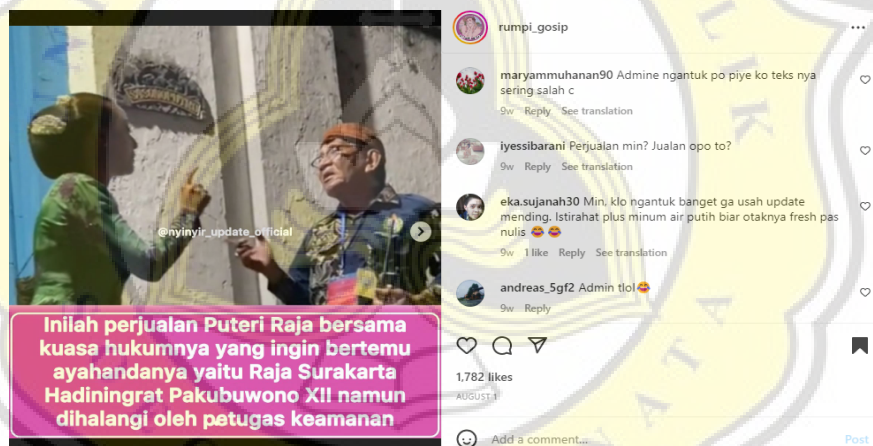 @nyinyir_update_official
Inilah perjualan Puteri Raja bersama
kuasa hukumnya yang ingin bertemu
ayahandanya yaitu Raja Surakarta
Hadiningrat Pakubuwono XII namun
dihalangi oleh petugas keamanan
rumpi_gosip
maryammuhanan90 Admine ngantuk po piye ko teks nya
sering salah c
9w Reply See translation
iyessibarani Perjualan min? Jualan opo to?
9w Reply See translation
eka.sujanah30 Min, klo ngantuk banget ga usah update
mending. Istirahat plus minum air putih biar otaknya fresh pas
nulis 😂 😂
9w 1 like Reply See translation
andreas_5gf2 Admin tlol😂
9w Reply
1,782 likes
AUGUST 1
Add a comment...
Post